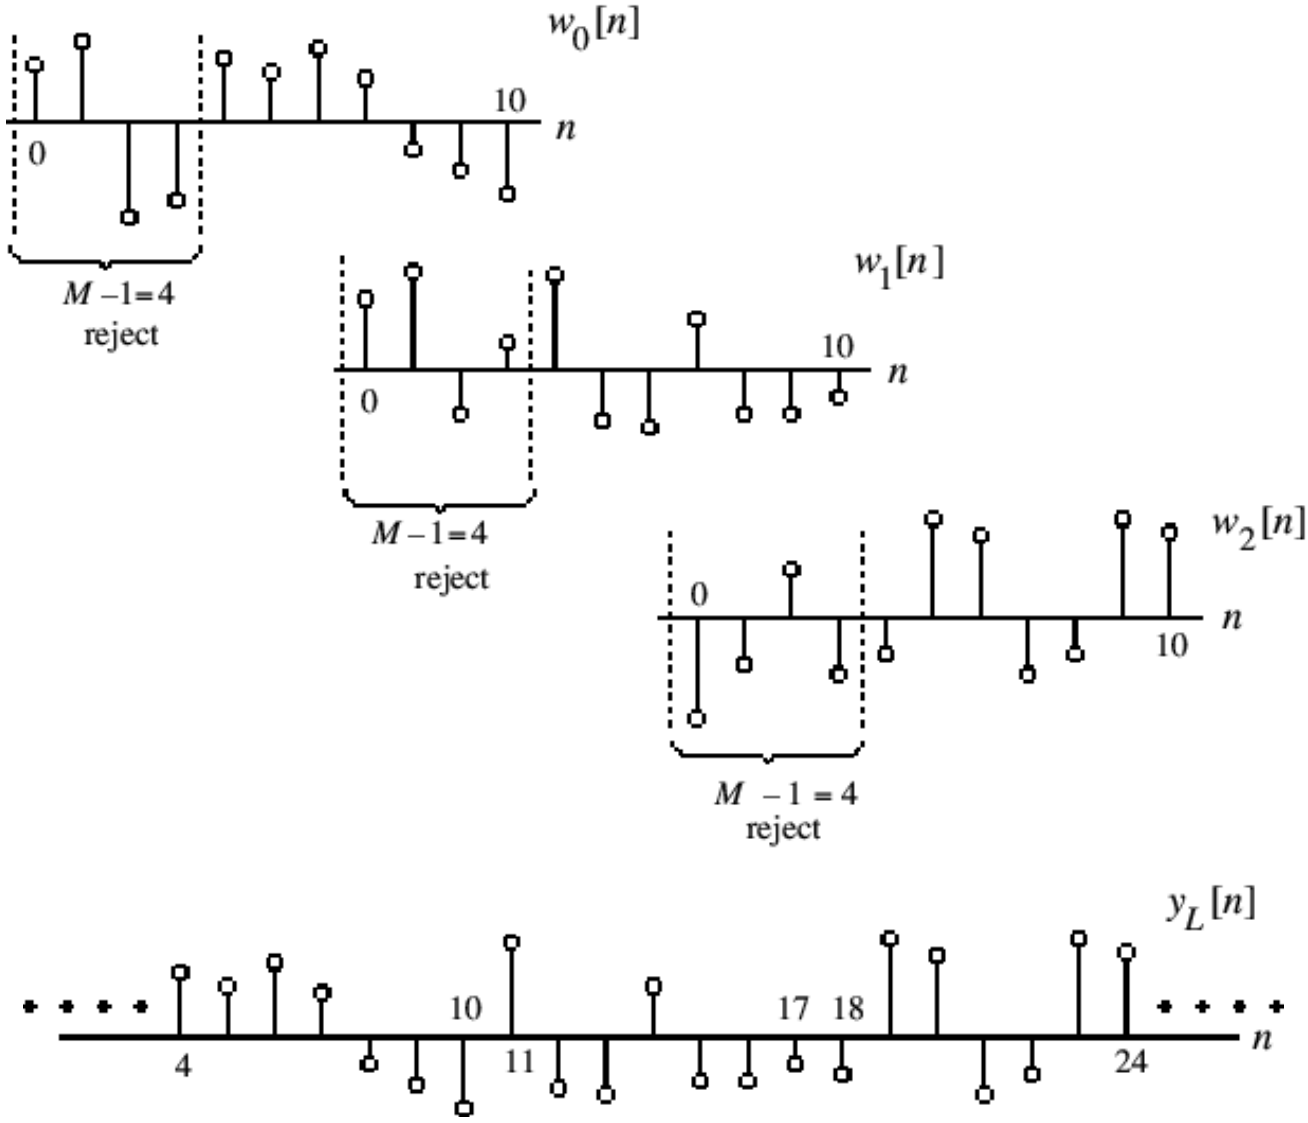 w₀[n]
10
n
0
M – 1 = 4
reject
w₁[n]
10
n
0
M – 1 = 4
reject
w₂[n]
0
n
10
M – 1 = 4
reject
y_L[n]
10 17 18
n
4 11 24